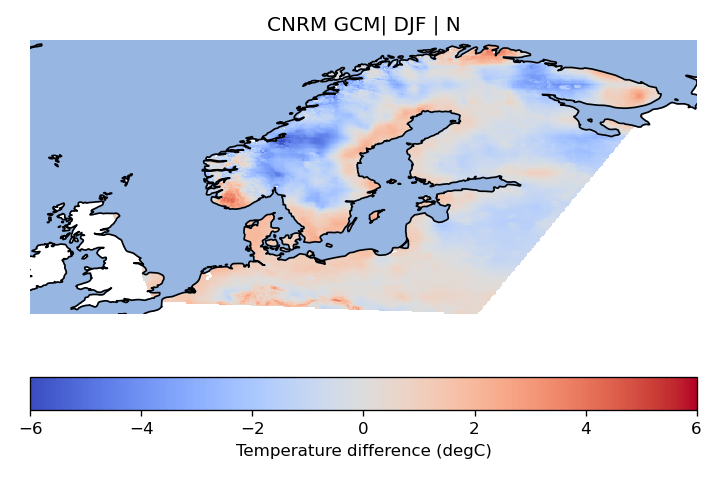 CNRM GCM| DJF | N
−6 −4 −2 0 2 4 6
Temperature difference (degC)